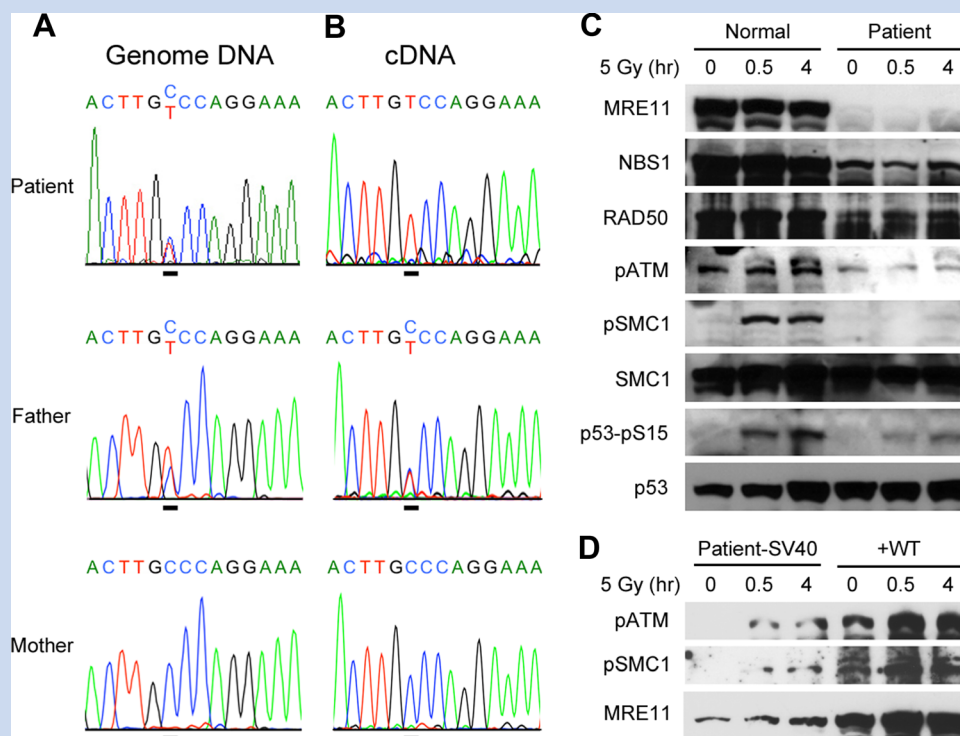 A
Genome DNA
ACTTGCCCAGGAAA
T
Patient
ACTTGCCCAGGAAA
T
Father
ACTTGCCCAGGAAA
Mother
B
cDNA
ACTTGTCCAGGAAA
ACTTGCCCAGGAAA
T
ACTTGCCCAGGAAA
C
Normal Patient
5 Gy (hr) 0 0.5 4 0 0.5 4
MRE11
NBS1
RAD50
pATM
pSMC1
SMC1
p53-pS15
p53
D
Patient-SV40 +WT
5 Gy (hr) 0 0.5 4 0 0.5 4
pATM
pSMC1
MRE11